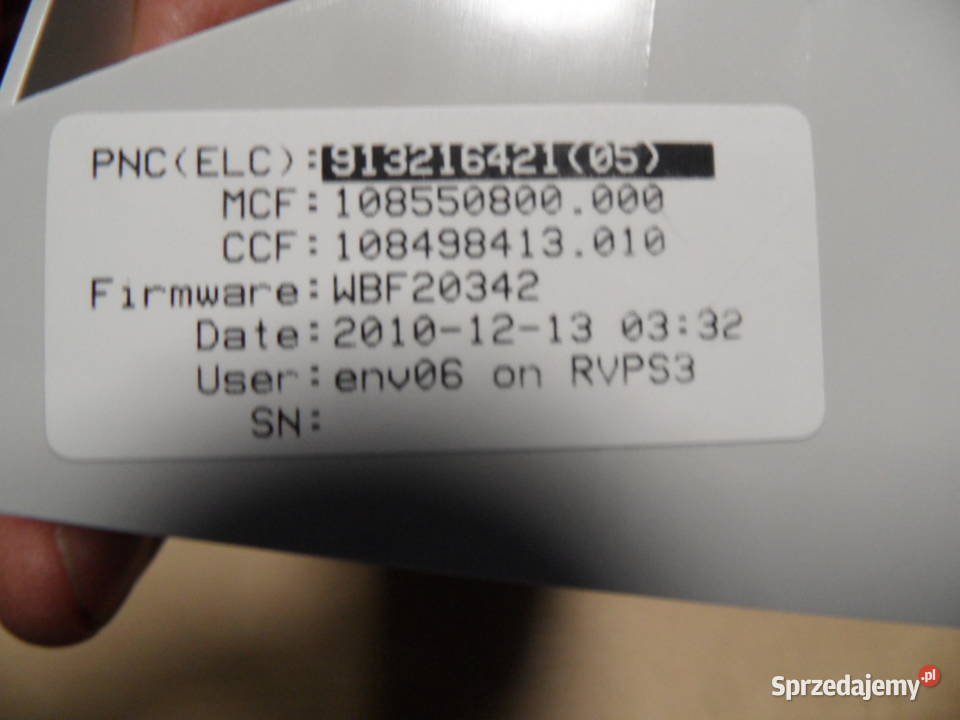 PNC(ELC):913216421(05)
MCF:108550800.000
CCF:108498413.010
Firmware:WBF20342
Date:2010-12-13 03:32
User:env06 on RVPS3
SN:
Sprzedajemy.pl